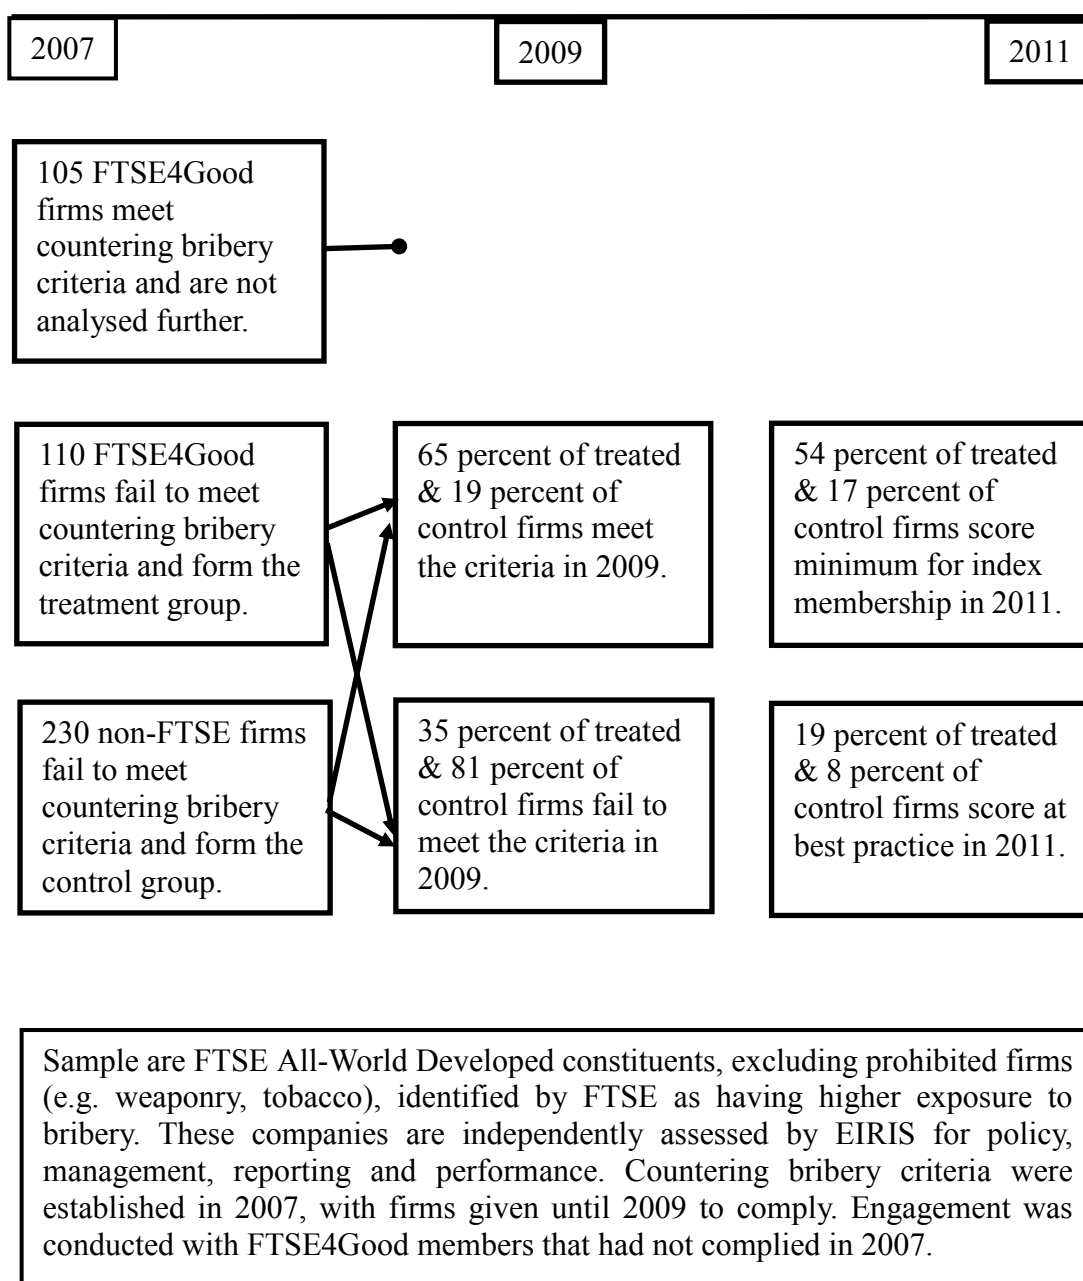 2007
2009
2011
105 FTSE4Good
firms meet
countering bribery
criteria and are not
analysed further.
110 FTSE4Good
firms fail to meet
countering bribery
criteria and form the
treatment group.
65 percent of treated
& 19 percent of
control firms meet
the criteria in 2009.
54 percent of treated
& 17 percent of
control firms score
minimum for index
membership in 2011.
230 non-FTSE firms
fail to meet
countering bribery
criteria and form the
control group.
35 percent of treated
& 81 percent of
control firms fail to
meet the criteria in
2009.
19 percent of treated
& 8 percent of
control firms score at
best practice in 2011.
Sample are FTSE All-World Developed constituents, excluding prohibited firms
(e.g. weaponry, tobacco), identified by FTSE as having higher exposure to
bribery. These companies are independently assessed by EIRIS for policy,
management, reporting and performance. Countering bribery criteria were
established in 2007, with firms given until 2009 to comply. Engagement was
conducted with FTSE4Good members that had not complied in 2007.